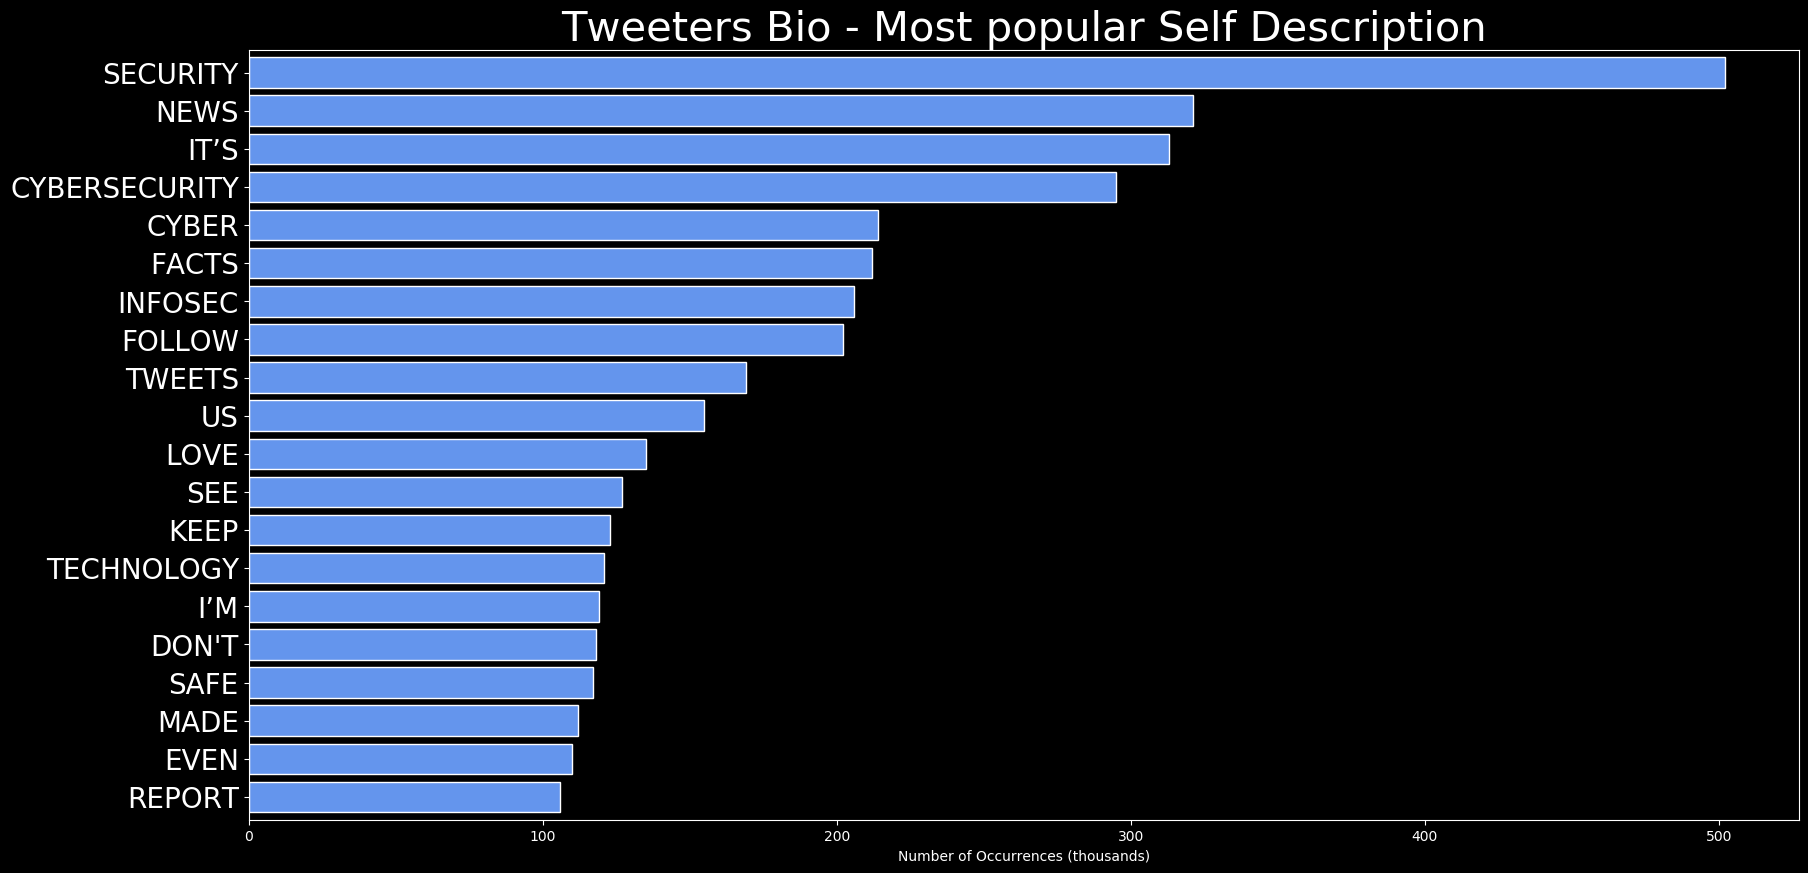 Tweeters Bio - Most popular Self Description
SECURITY
NEWS
IT’S
CYBERSECURITY
CYBER
FACTS
INFOSEC
FOLLOW
TWEETS
US
LOVE
SEE
KEEP
TECHNOLOGY
I’M
DON'T
SAFE
MADE
EVEN
REPORT
0 100 200 300 400 500
Number of Occurrences (thousands)